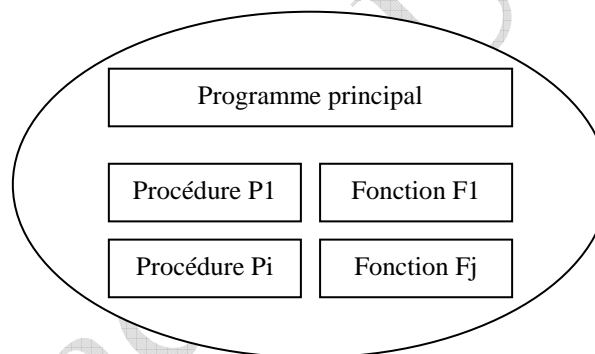 Programme principal
Procédure P1 Fonction F1
Procédure Pi Fonction Fj